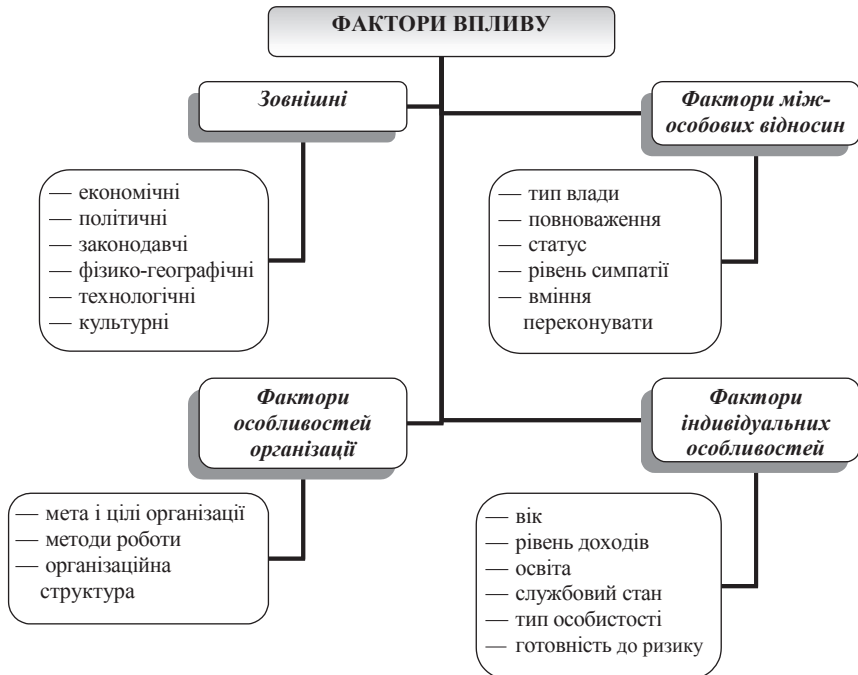 ФАКТОРИ ВПЛИВУ
Зовнішні
— економічні
— політичні
— законодавчі
— фізико-географічні
— технологічні
— культурні
Фактори між-
особових відносин
— тип влади
— повноваження
— статус
— рівень симпатії
— вміння
переконувати
Фактори
особливостей
організації
— мета і цілі організації
— методи роботи
— організаційна
структура
Фактори
індивідуальних
особливостей
— вік
— рівень доходів
— освіта
— службовий стан
— тип особистості
— готовність до ризику